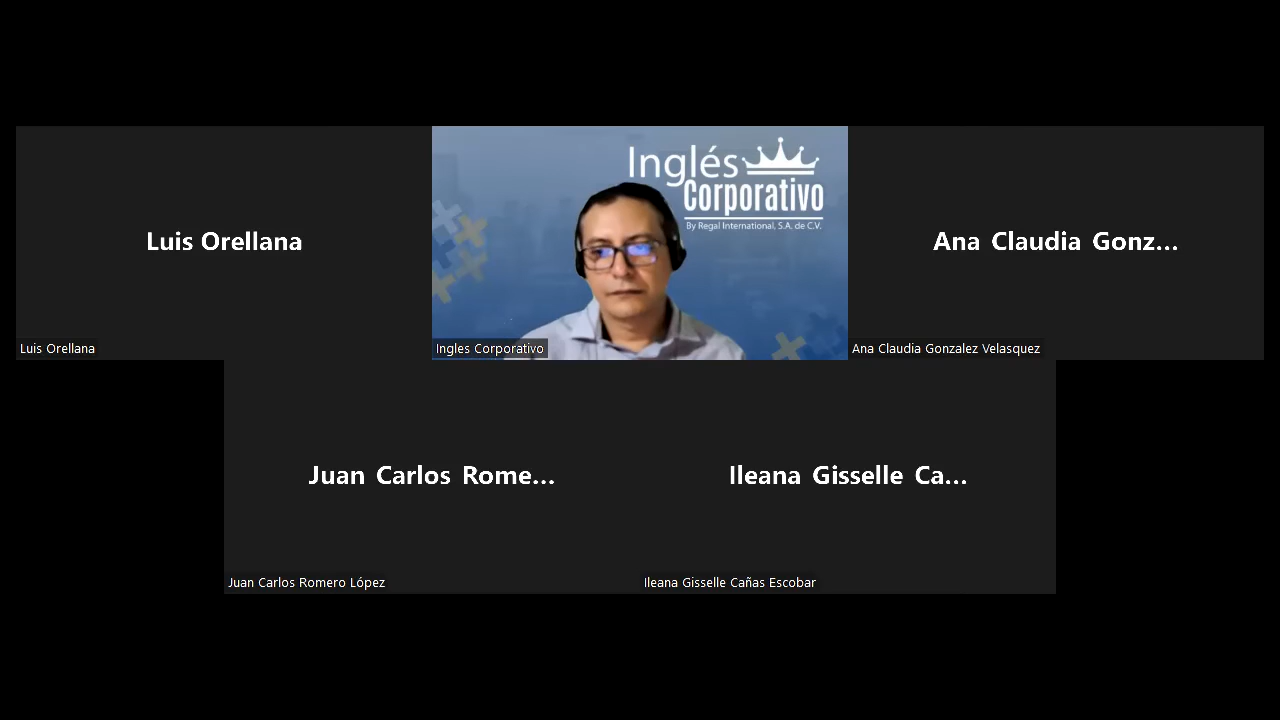 Luis Orellana
Luis Orellana
Inglés
Corporativo
By Regal International, S.A. de C.V.
Ingles Corporativo
Ana Claudia Gonz...
Ana Claudia Gonzalez Velasquez
Juan Carlos Rome...
Juan Carlos Romero López
Ileana Gisselle Ca...
Ileana Gisselle Cañas Escobar